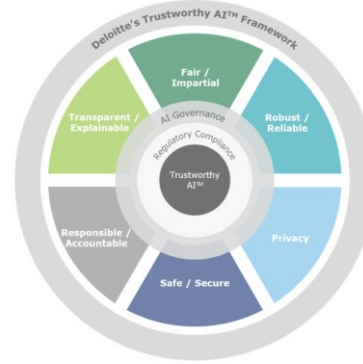 Deloitte's Trustworthy AI™ Framework
Fair /
Impartial
Transparent /
Explainable
AI Governance
Robust /
Reliable
Regulatory Compliance
Trustworthy
AI™
Responsible /
Accountable
Privacy
Safe / Secure